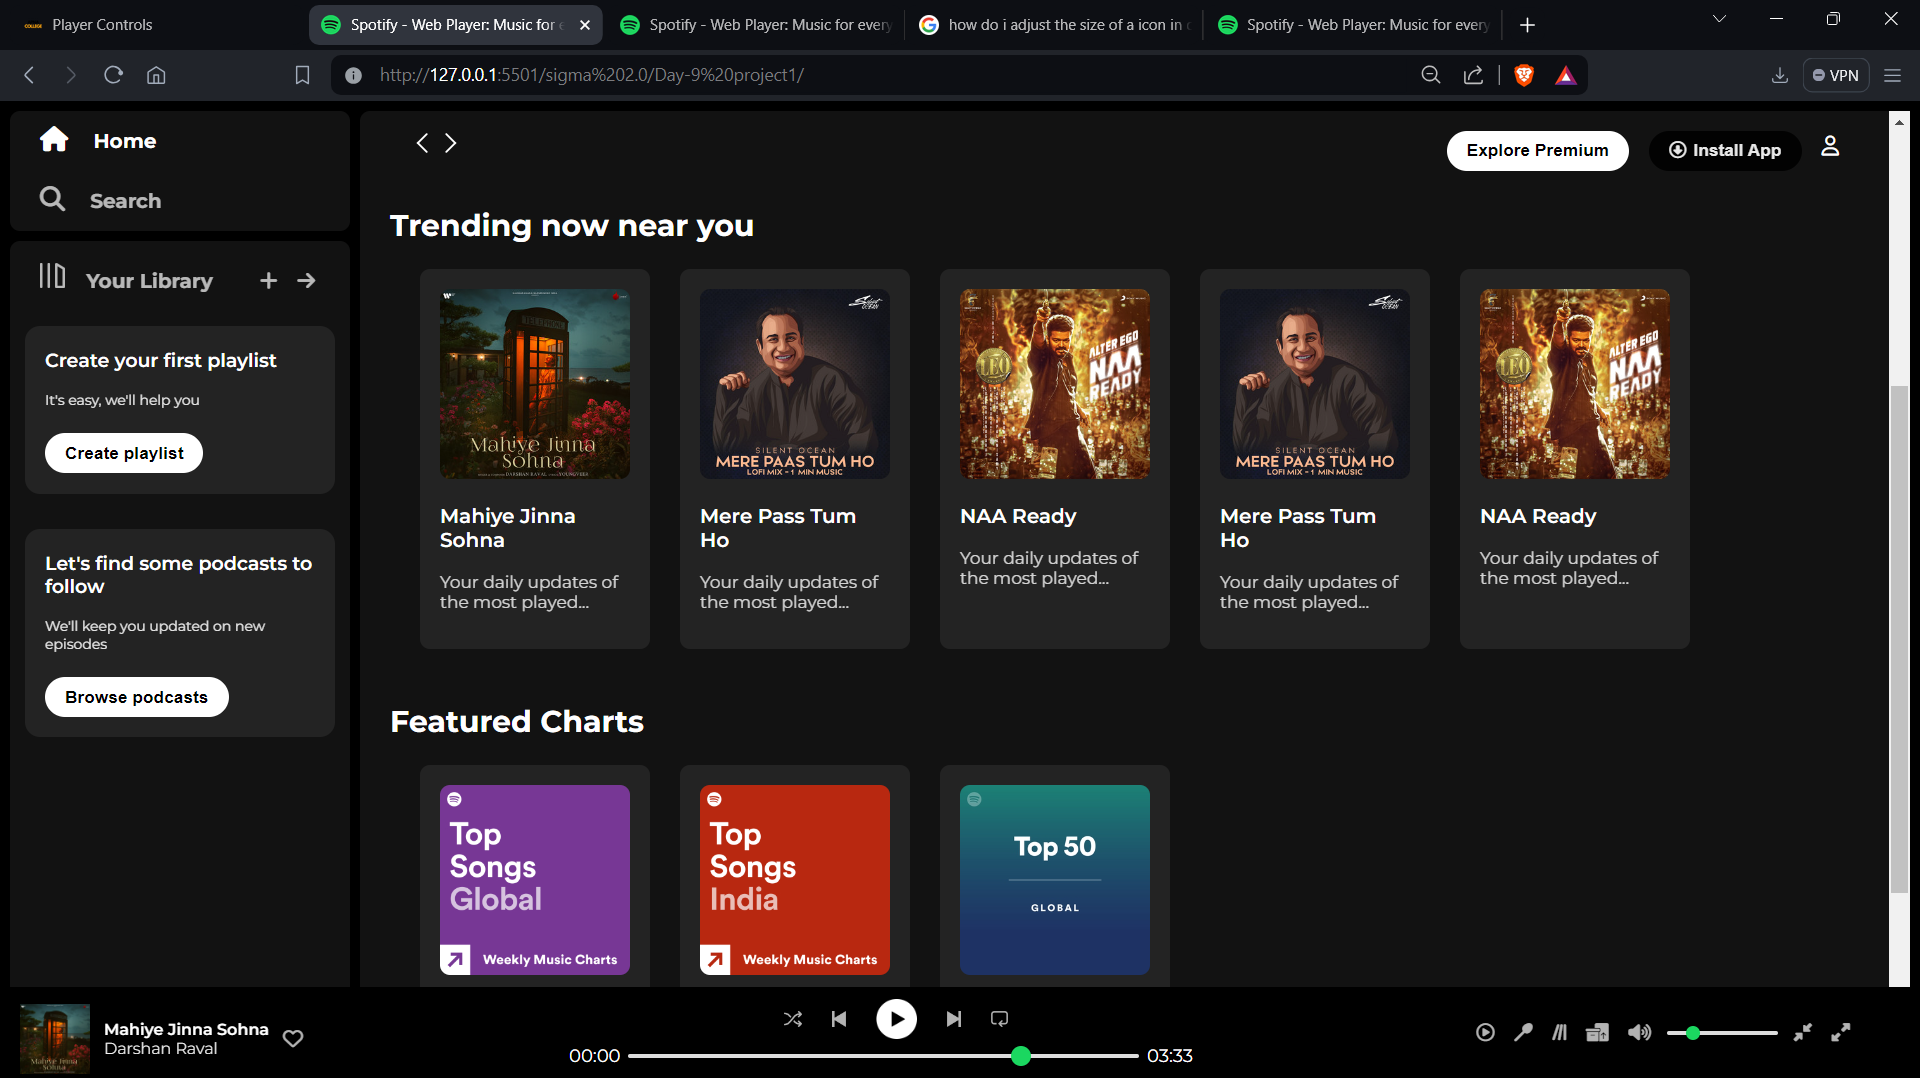 Player Controls
Spotify - Web Player: Music for e
Spotify - Web Player: Music for every
how do i adjust the size of a icon in c
Spotify - Web Player: Music for every
http://127.0.0.1:5501/sigma%202.0/Day-9%20project1/
VPN
Home
Search
Your Library
Create your first playlist
It's easy, we'll help you
Create playlist
Let's find some podcasts to
follow
We'll keep you updated on new
episodes
Browse podcasts
Explore Premium
Install App
Trending now near you
Mahiye Jinna
Sohna
Mahiye Jinna
Sohna
Your daily updates of
the most played...
Silent
OCEAN
SILENT OCEAN
MERE PAAS TUM HO
LOFI MIX - 1 MIN MUSIC
Mere Pass Tum
Ho
Your daily updates of
the most played...
LEO
ALTER EGO
NAA
READY
NAA Ready
Your daily updates of
the most played...
Silent
OCEAN
SILENT OCEAN
MERE PAAS TUM HO
LOFI MIX - 1 MIN MUSIC
Mere Pass Tum
Ho
Your daily updates of
the most played...
LEO
ALTER EGO
NAA
READY
NAA Ready
Your daily updates of
the most played...
Featured Charts
Top
Songs
Global
Weekly Music Charts
Top
Songs
India
Weekly Music Charts
Top 50
GLOBAL
Mahiye Jinna Sohna
Darshan Raval
00:00
03:33